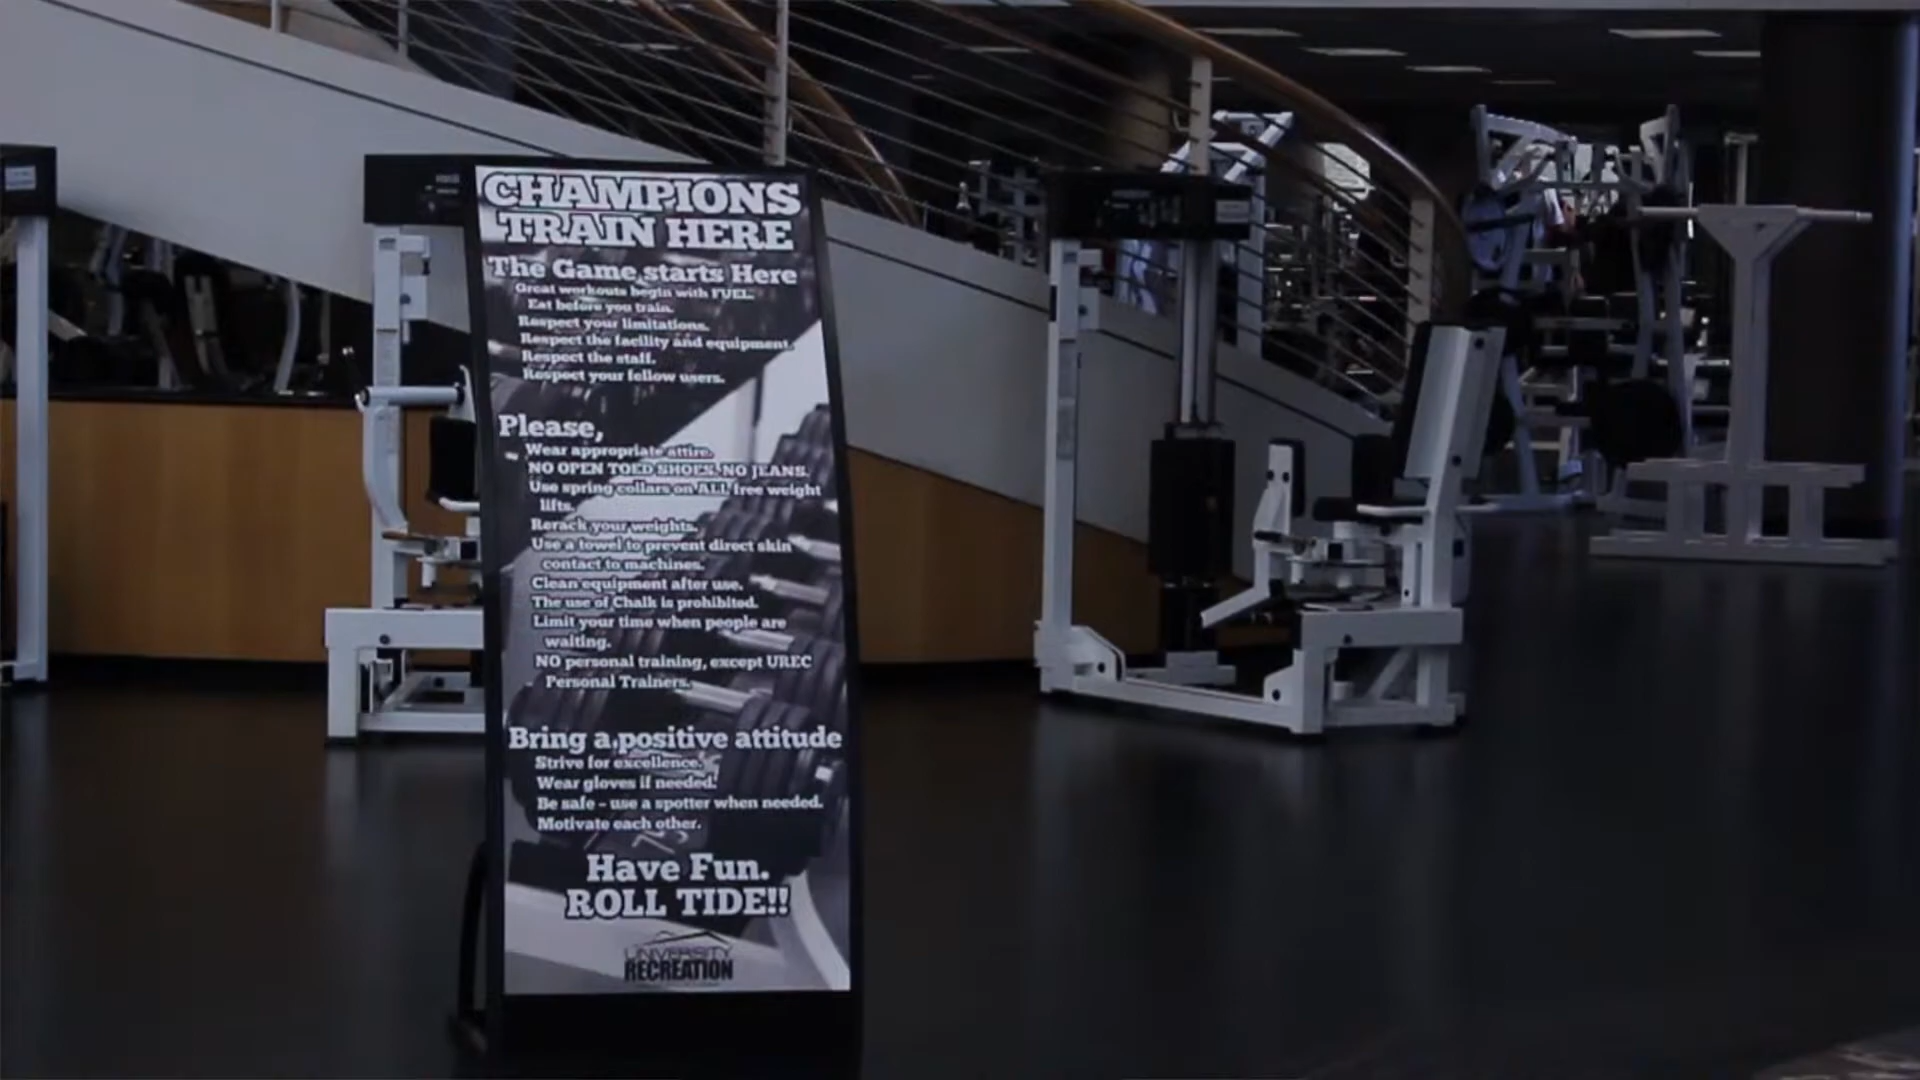 CHAMPIONS
TRAIN HERE
The Game starts Here
Great workouts begin with FUEL.
Eat before you train.
Respect your limitations.
Respect the facility and equipment.
Respect the staff.
Respect your fellow users.
Please,
Wear appropriate attire.
NO OPEN TOED SHOES, NO JEANS.
Use spring collars on ALL free weight
lifts.
Rerack your weights.
Use a towel to prevent direct skin
contact to machines.
Clean equipment after use.
The use of Chalk is prohibited.
Limit your time when people are
waiting.
NO personal training, except UREC
Personal Trainers.
Bring a positive attitude
Strive for excellence.
Wear gloves if needed.
Be safe - use a spotter when needed.
Motivate each other.
Have Fun.
ROLL TIDE!!
UNIVERSITY
RECREATION